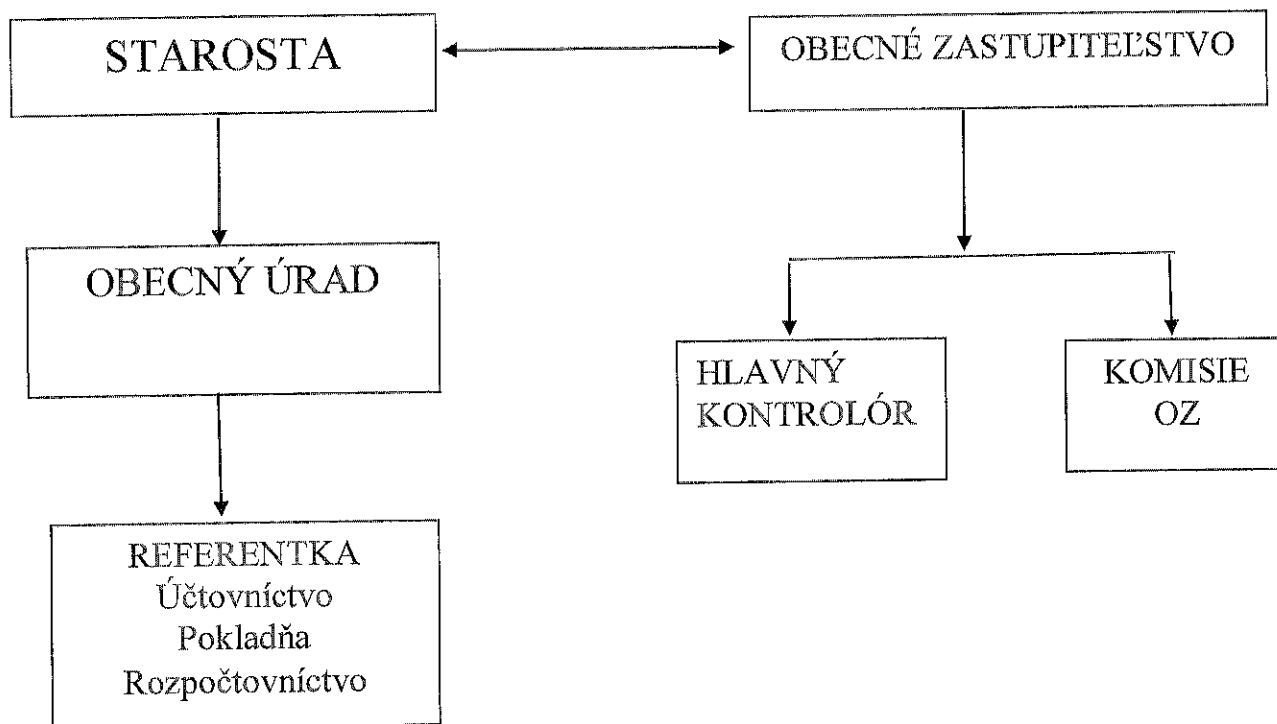 STAROSTA
OBECNÉ ZASTUPITEĽSTVO
OBECNÝ ÚRAD
HLAVNÝ
KONTROLÓR
KOMISIE
OZ
REFERENTKA
Účtovníctvo
Pokladňa
Rozpočtovníctvo